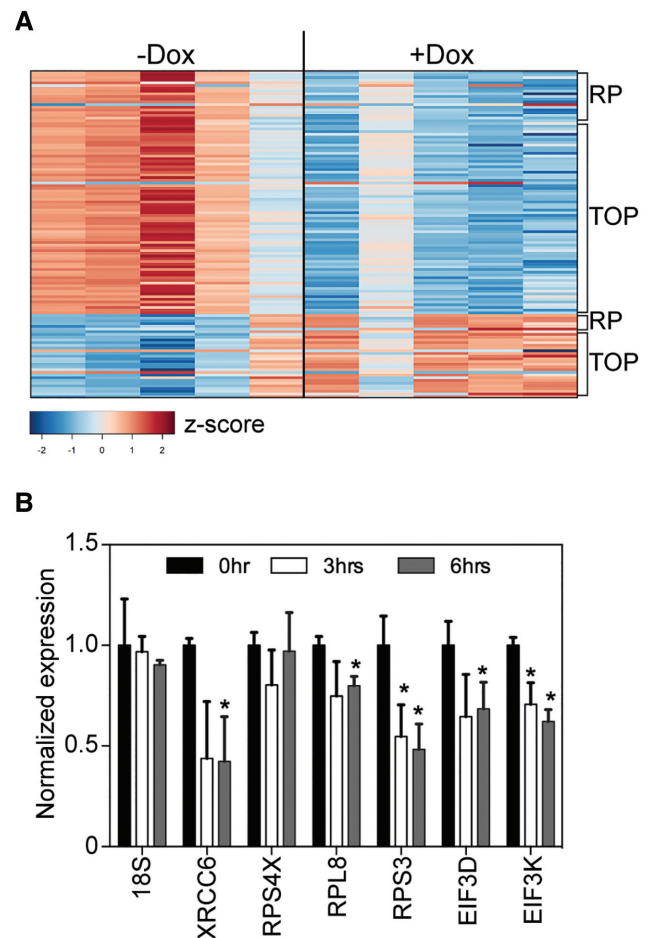 A
-Dox +Dox
RP
TOP
RP
TOP
-2 -1 0 1 2
z-score
B
1.5
0hr 3hrs 6hrs
1.0
Normalized expression
* * * * * * *
0.5
0
18S XRCC6 RPS4X RPL8 RPS3 EIF3D EIF3K